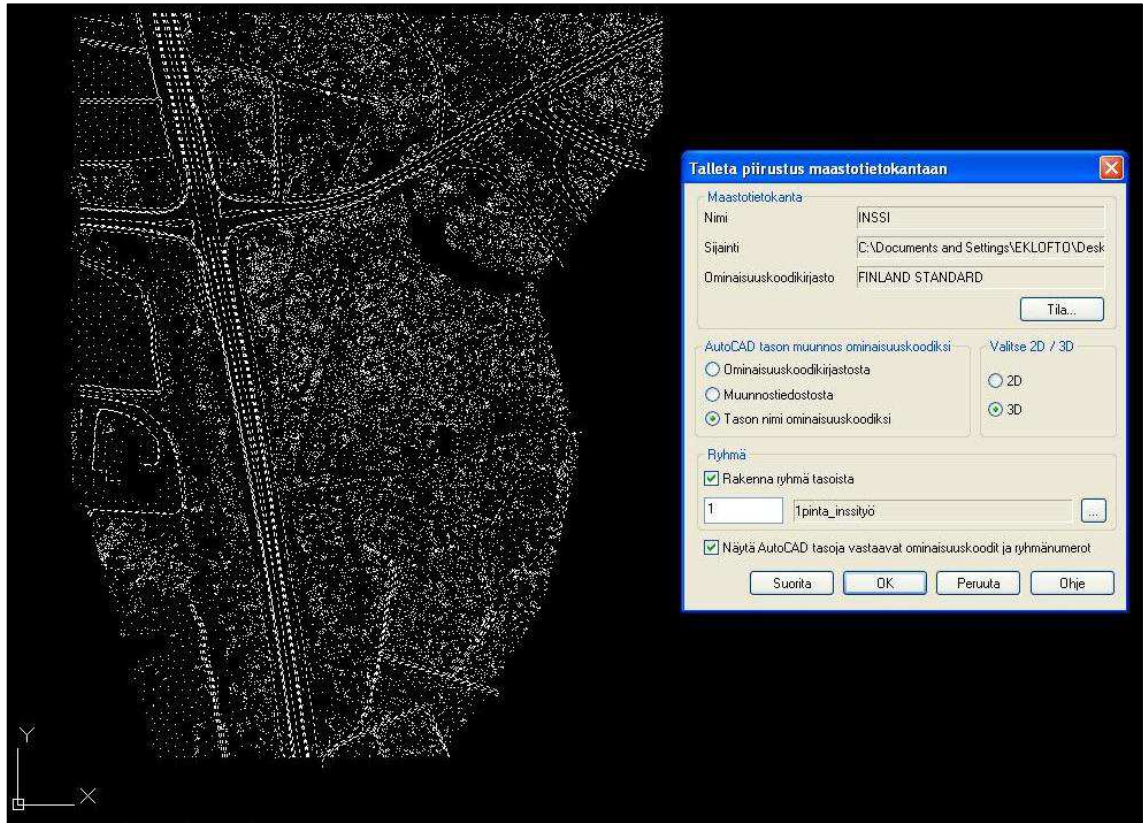 Talleta piirustus maastotietokantaan
Maastotietokanta
Nimi INSSI
Sijainti C:\Documents and Settings\EKLOFTO\Desk
Ominaisuuskoodikirjasto FINLAND STANDARD
Tila...
AutoCAD tason muunnos ominaisuuskoodiksi
Ominaisuuskoodikirjastosta
Muunnostiedostosta
Tason nimi ominaisuuskoodiksi
Valitse 2D / 3D
2D
3D
Ryhmä
Rakenna ryhmä tasoista
1 1pinta_inssityö ...
Näytä AutoCAD tasoja vastaavat ominaisuuskoodit ja ryhmänumerot
Suorita OK Peruuta Ohje
Y
X